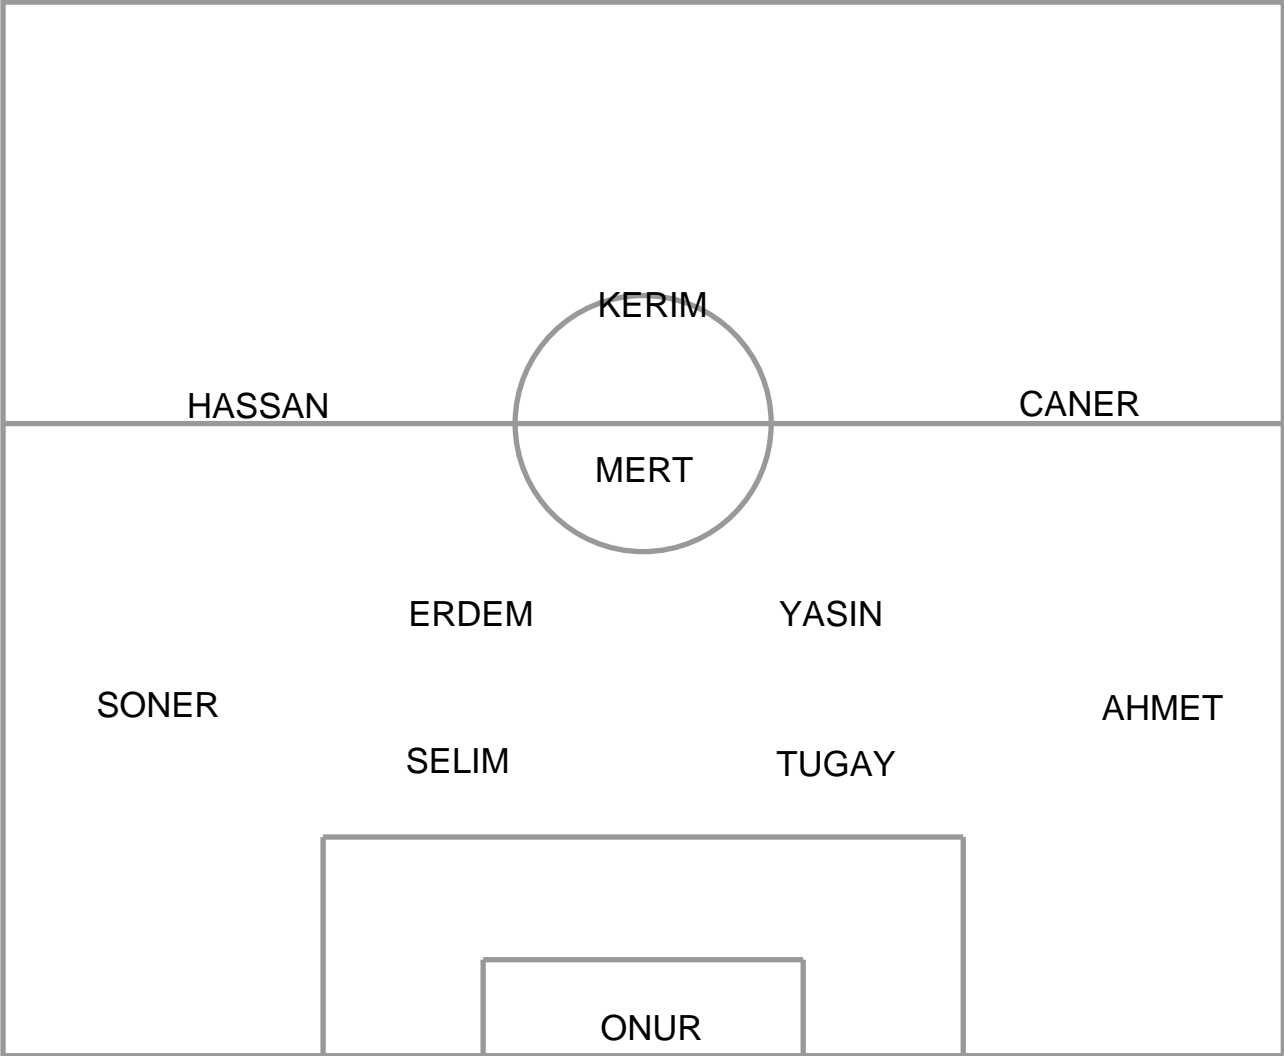 KERIM
HASSAN
CANER
MERT
ERDEM
YASIN
SONER
AHMET
SELIM
TUGAY
ONUR